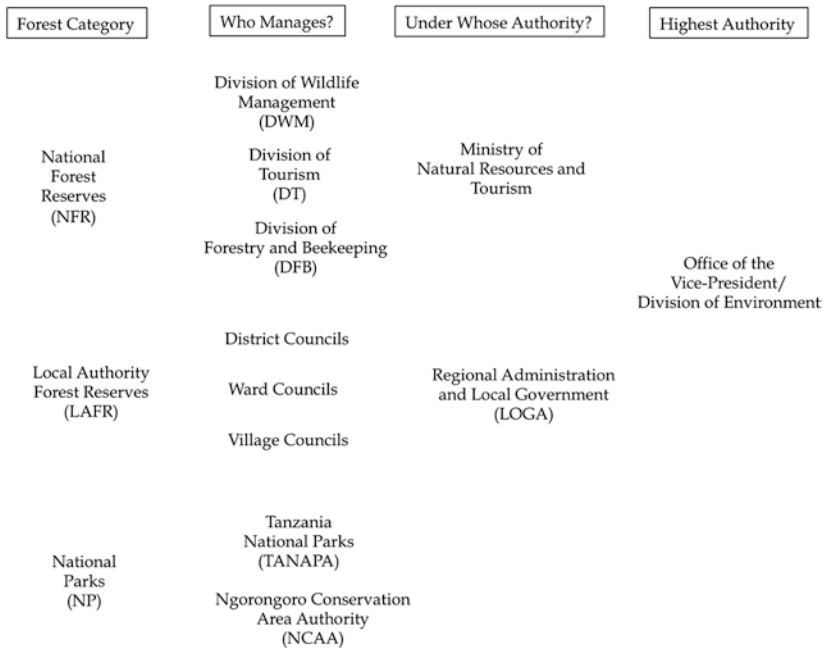 Forest Category
Who Manages?
Under Whose Authority?
Highest Authority
National
Forest
Reserves
(NFR)
Division of Wildlife
Management
(DWM)
Division of
Tourism
(DT)
Division of
Forestry and Beekeeping
(DFB)
Ministry of
Natural Resources and
Tourism
Office of the
Vice-President/
Division of Environment
Local Authority
Forest Reserves
(LAFR)
District Councils
Ward Councils
Village Councils
Regional Administration
and Local Government
(LOGA)
National
Parks
(NP)
Tanzania
National Parks
(TANAPA)
Ngorongoro Conservation
Area Authority
(NCAA)